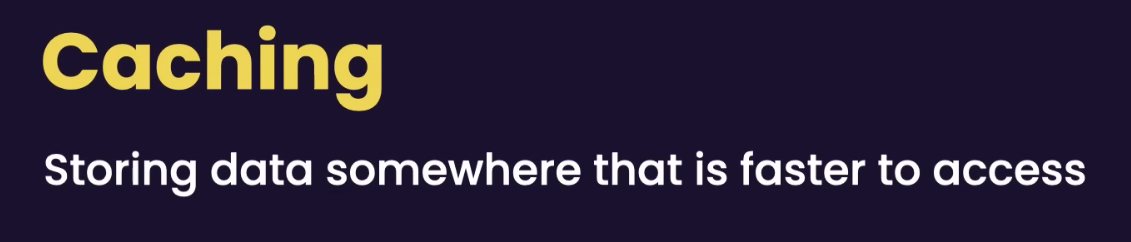 Caching
Storing data somewhere that is faster to access